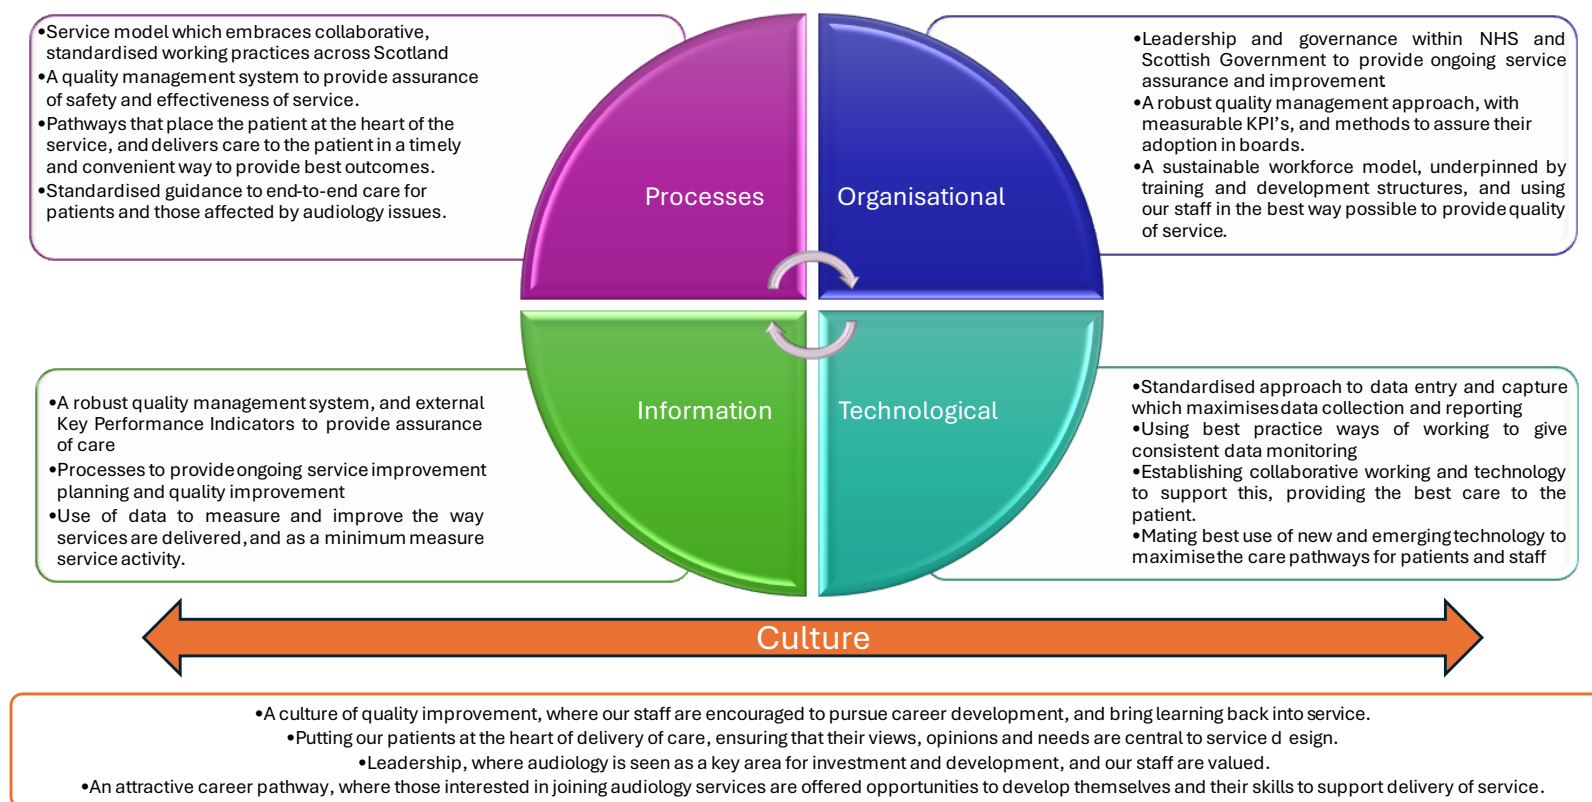 •Service model which embraces collaborative,
standardised working practices across Scotland
•A quality management system to provide assurance
of safety and effectiveness of service.
•Pathways that place the patient at the heart of the
service, and delivers care to the patient in a timely
and convenient way to provide best outcomes.
•Standardised guidance to end-to-end care for
patients and those affected by audiology issues.
Processes
Organisational
•Leadership and governance within NHS and
Scottish Government to provide ongoing service
assurance and improvement.
•A robust quality management approach, with
measurable KPI's, and methods to assure their
adoption in boards.
•A sustainable workforce model, underpinned by
training and development structures, and using
our staff in the best way possible to provide quality
of service.
•A robust quality management system, and external
Key Performance Indicators to provide assurance
of care
•Processes to provide ongoing service improvement
planning and quality improvement
•Use of data to measure and improve the way
services are delivered, and as a minimum measure
service activity.
Information
Technological
•Standardised approach to data entry and capture
which maximises data collection and reporting
•Using best practice ways of working to give
consistent data monitoring
•Establishing collaborative working and technology
to support this, providing the best care to the
patient.
•Mating best use of new and emerging technology to
maximise the care pathways for patients and staff
Culture
•A culture of quality improvement, where our staff are encouraged to pursue career development, and bring learning back into service.
•Putting our patients at the heart of delivery of care, ensuring that their views, opinions and needs are central to service d esign.
•Leadership, where audiology is seen as a key area for investment and development, and our staff are valued.
•An attractive career pathway, where those interested in joining audiology services are offered opportunities to develop themselves and their skills to support delivery of service.